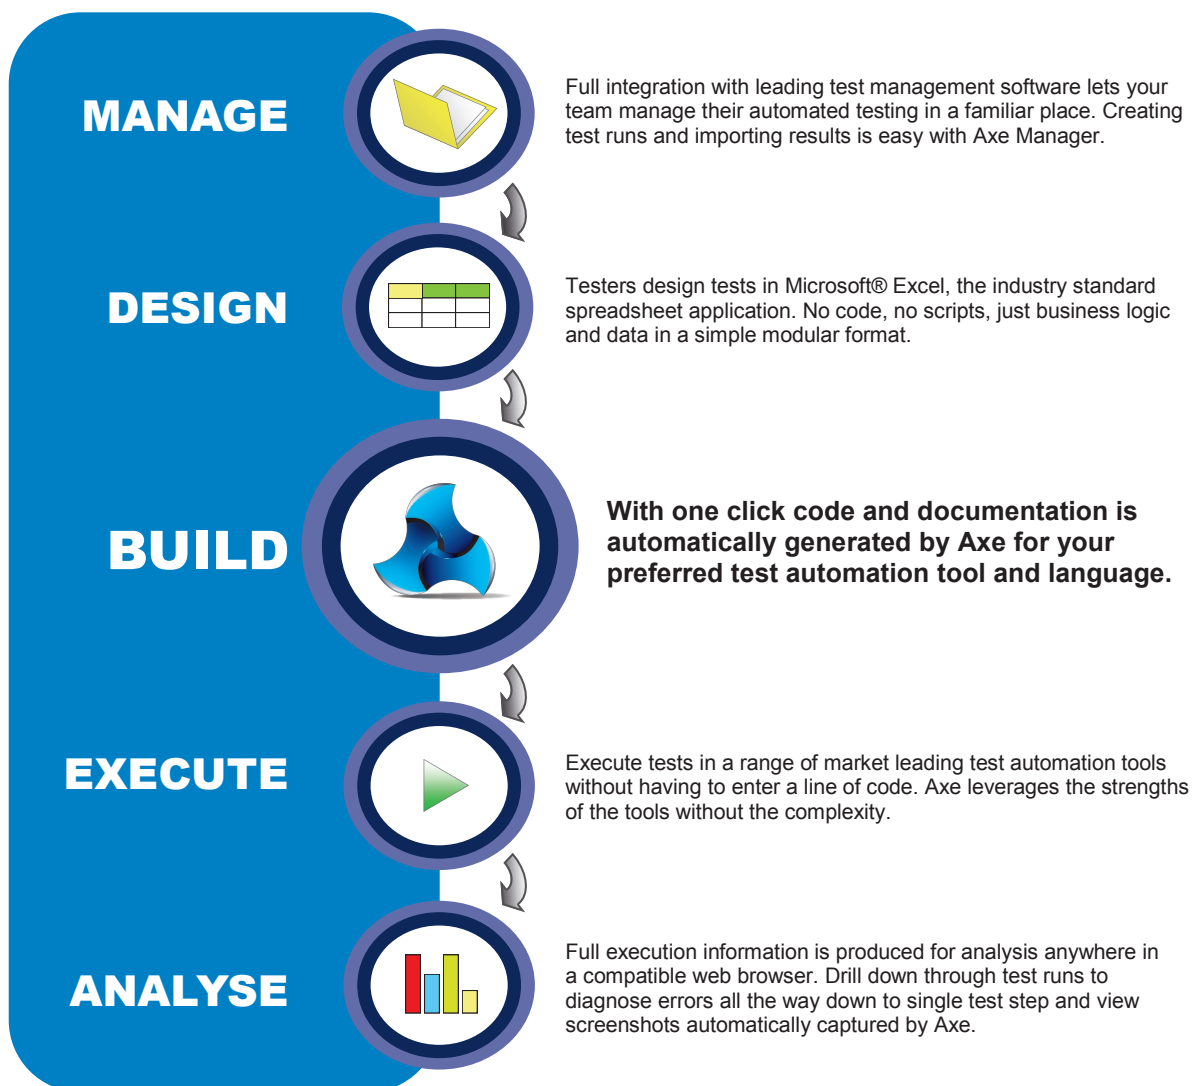 MANAGE
Full integration with leading test management software lets your
team manage their automated testing in a familiar place. Creating
test runs and importing results is easy with Axe Manager.
DESIGN
Testers design tests in Microsoft® Excel, the industry standard
spreadsheet application. No code, no scripts, just business logic
and data in a simple modular format.
BUILD
With one click code and documentation is
automatically generated by Axe for your
preferred test automation tool and language.
EXECUTE
Execute tests in a range of market leading test automation tools
without having to enter a line of code. Axe leverages the strengths
of the tools without the complexity.
ANALYSE
Full execution information is produced for analysis anywhere in
a compatible web browser. Drill down through test runs to
diagnose errors all the way down to single test step and view
screenshots automatically captured by Axe.